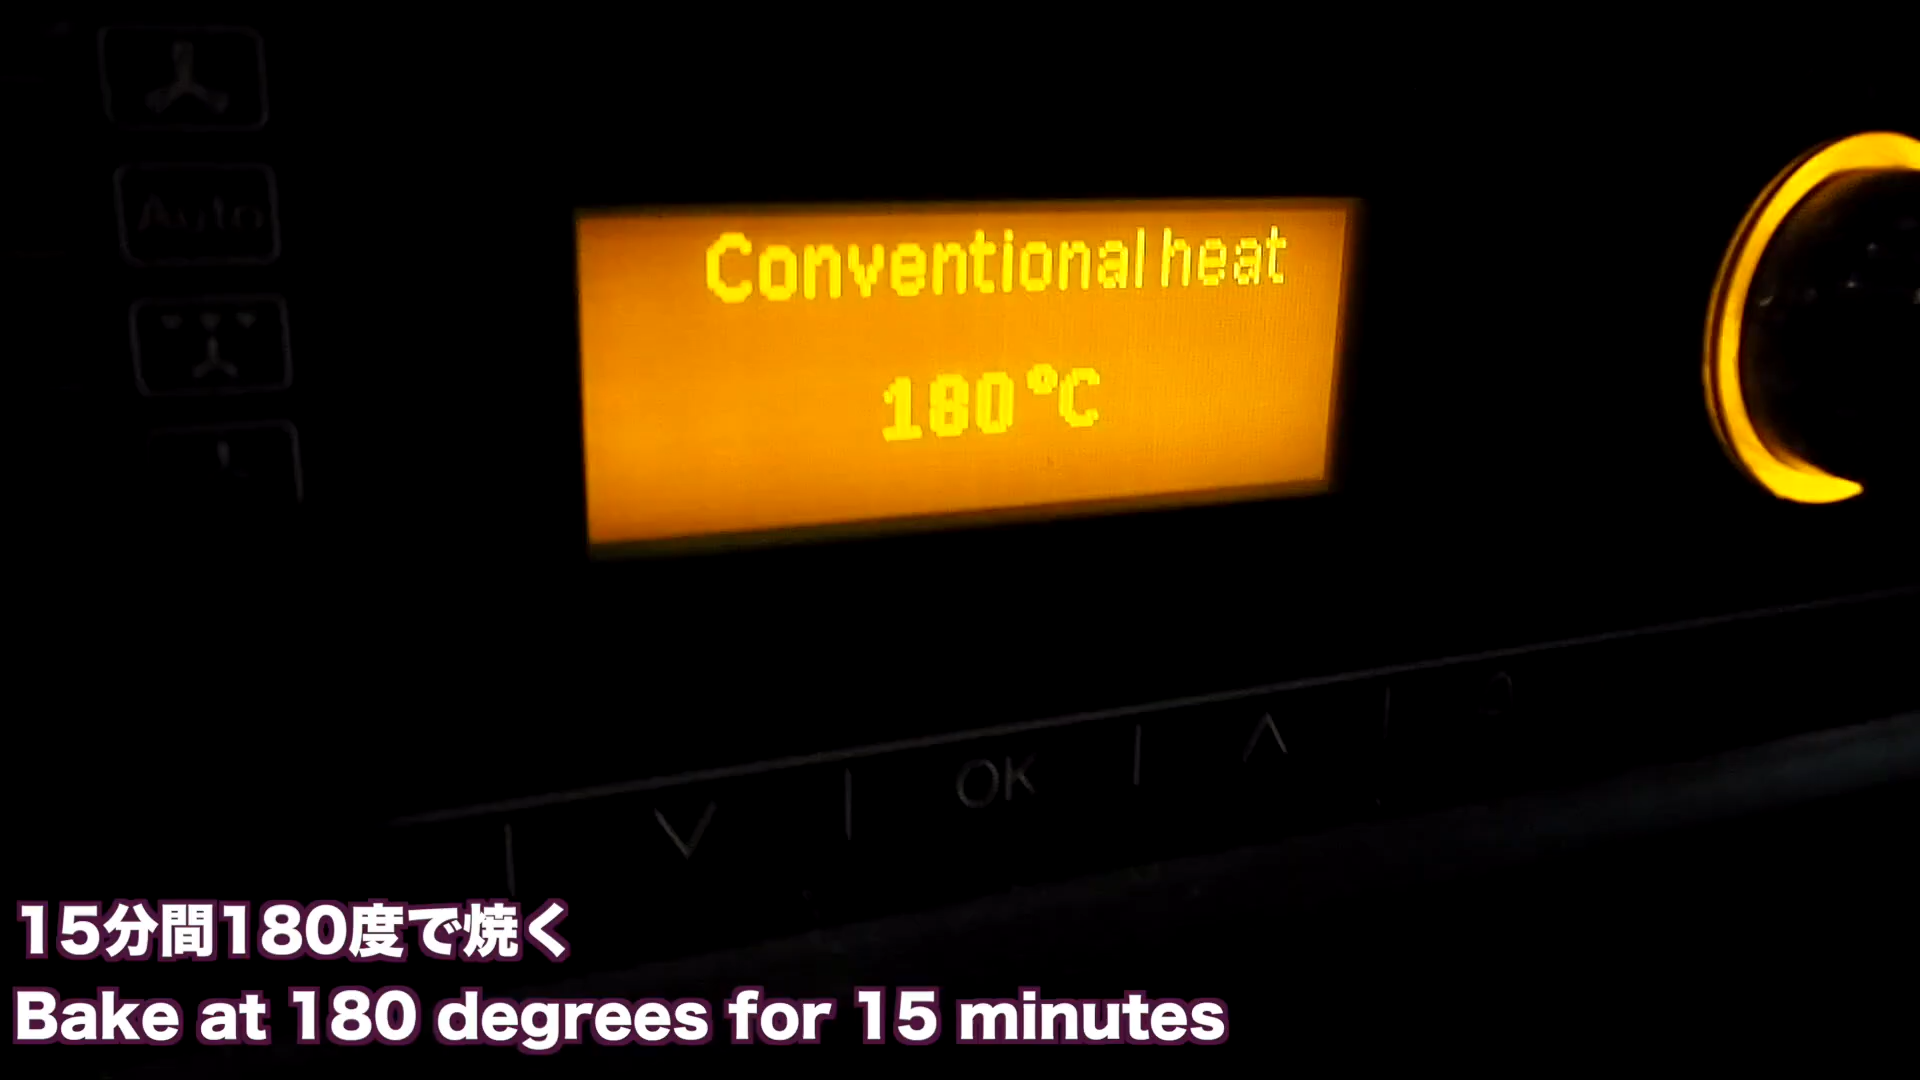 Auto
Conventional heat
180 °C
OK
15分間180度で焼く
Bake at 180 degrees for 15 minutes